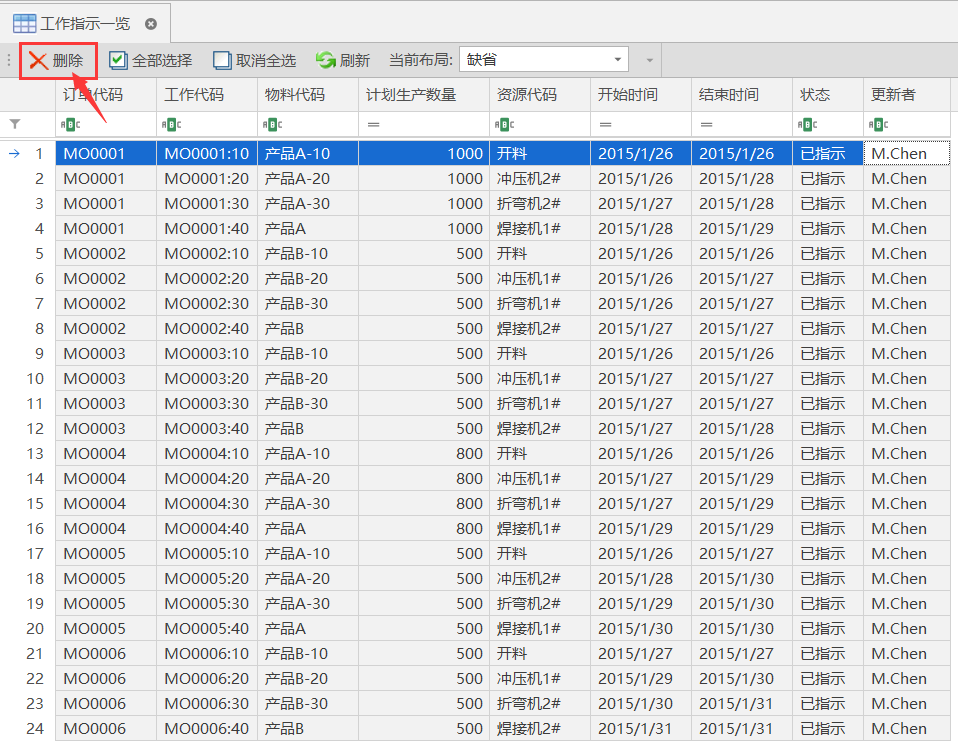 工作指示一览
删除 全部选择 取消全选 刷新 当前布局: 缺省
订单代码 工作代码 物料代码 计划生产数量 资源代码 开始时间 结束时间 状态 更新者
ABC ABC ABC = ABC = = ABC ABC
1 MO0001 MO0001:10 产品A-10 1000 开料 2015/1/26 2015/1/26 已指示 M.Chen
2 MO0001 MO0001:20 产品A-20 1000 冲压机2# 2015/1/26 2015/1/28 已指示 M.Chen
3 MO0001 MO0001:30 产品A-30 1000 折弯机2# 2015/1/27 2015/1/28 已指示 M.Chen
4 MO0001 MO0001:40 产品A 1000 焊接机1# 2015/1/28 2015/1/29 已指示 M.Chen
5 MO0002 MO0002:10 产品B-10 500 开料 2015/1/26 2015/1/26 已指示 M.Chen
6 MO0002 MO0002:20 产品B-20 500 冲压机1# 2015/1/26 2015/1/27 已指示 M.Chen
7 MO0002 MO0002:30 产品B-30 500 折弯机1# 2015/1/26 2015/1/27 已指示 M.Chen
8 MO0002 MO0002:40 产品B 500 焊接机2# 2015/1/27 2015/1/27 已指示 M.Chen
9 MO0003 MO0003:10 产品B-10 500 开料 2015/1/26 2015/1/26 已指示 M.Chen
10 MO0003 MO0003:20 产品B-20 500 冲压机1# 2015/1/27 2015/1/27 已指示 M.Chen
11 MO0003 MO0003:30 产品B-30 500 折弯机1# 2015/1/27 2015/1/27 已指示 M.Chen
12 MO0003 MO0003:40 产品B 500 焊接机2# 2015/1/27 2015/1/28 已指示 M.Chen
13 MO0004 MO0004:10 产品A-10 800 开料 2015/1/26 2015/1/26 已指示 M.Chen
14 MO0004 MO0004:20 产品A-20 800 冲压机1# 2015/1/27 2015/1/29 已指示 M.Chen
15 MO0004 MO0004:30 产品A-30 800 折弯机1# 2015/1/27 2015/1/29 已指示 M.Chen
16 MO0004 MO0004:40 产品A 800 焊接机1# 2015/1/29 2015/1/29 已指示 M.Chen
17 MO0005 MO0005:10 产品A-10 500 开料 2015/1/26 2015/1/27 已指示 M.Chen
18 MO0005 MO0005:20 产品A-20 500 冲压机2# 2015/1/28 2015/1/30 已指示 M.Chen
19 MO0005 MO0005:30 产品A-30 500 折弯机2# 2015/1/29 2015/1/30 已指示 M.Chen
20 MO0005 MO0005:40 产品A 500 焊接机1# 2015/1/30 2015/1/30 已指示 M.Chen
21 MO0006 MO0006:10 产品B-10 500 开料 2015/1/27 2015/1/27 已指示 M.Chen
22 MO0006 MO0006:20 产品B-20 500 冲压机1# 2015/1/29 2015/1/30 已指示 M.Chen
23 MO0006 MO0006:30 产品B-30 500 折弯机2# 2015/1/30 2015/1/31 已指示 M.Chen
24 MO0006 MO0006:40 产品B 500 焊接机2# 2015/1/31 2015/1/31 已指示 M.Chen